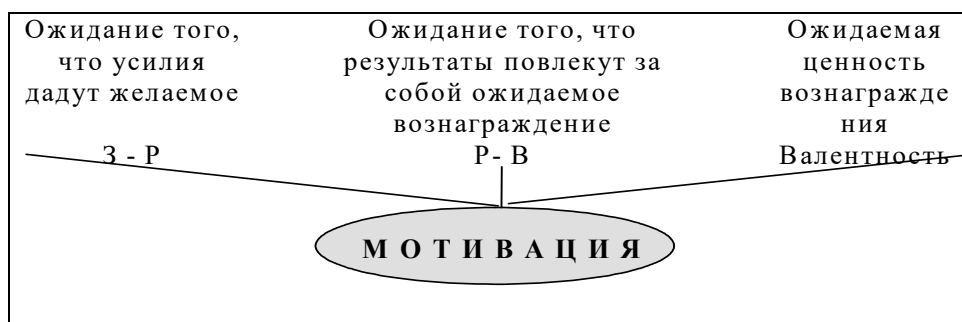 Ожидание того,
что усилия
дадут желаемое
З - Р
Ожидание того, что
результаты повлекут за
собой ожидаемое
вознаграждение
Р- В
Ожидаемая
ценность
вознагражде
ния
Валентность
М О Т И В А Ц И Я